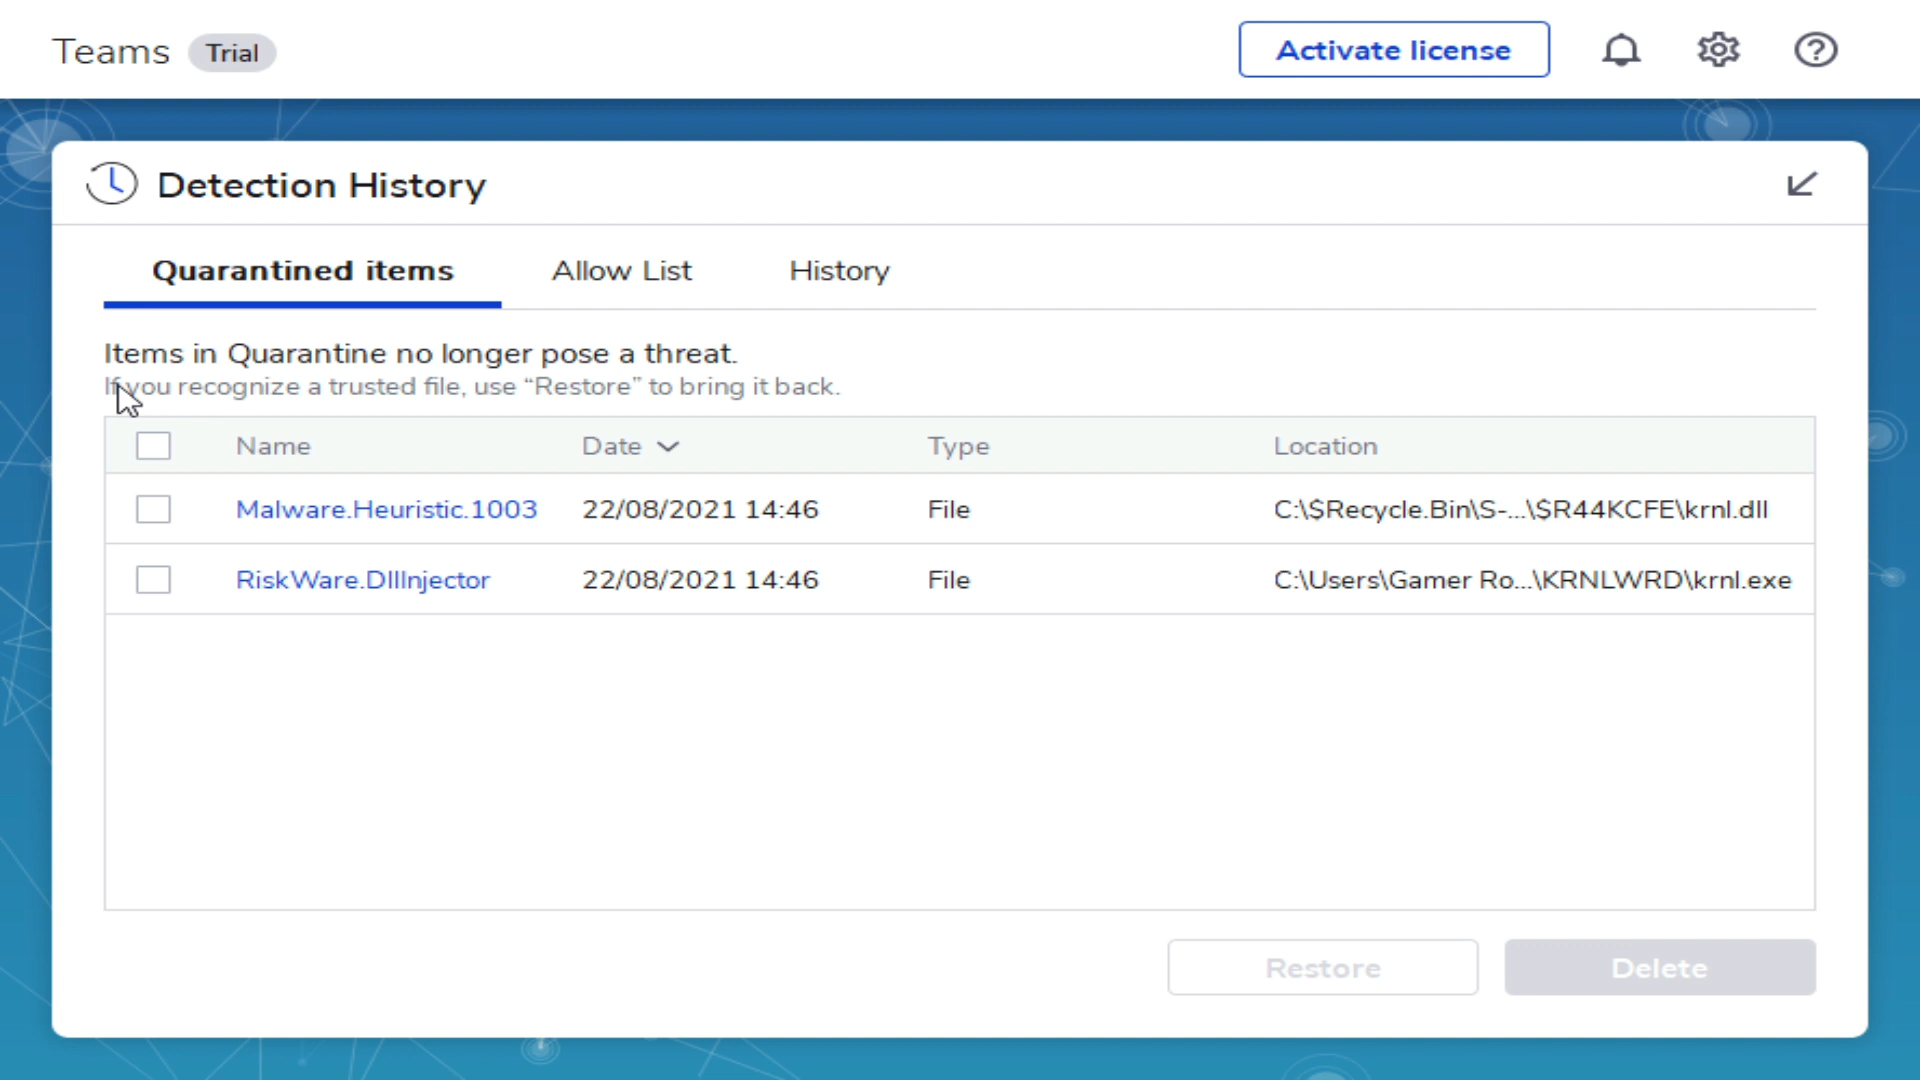 Teams Trial Activate license
Detection History
Quarantined items Allow List History
Items in Quarantine no longer pose a threat.
If you recognize a trusted file, use “Restore” to bring it back.
Name Date Type Location
Malware.Heuristic.1003 22/08/2021 14:46 File C:\$Recycle.Bin\S-...\$R44KCFE\krnl.dll
RiskWare.DllInjector 22/08/2021 14:46 File C:\Users\Gamer Ro...\KRNLWRD\krnl.exe
Restore Delete